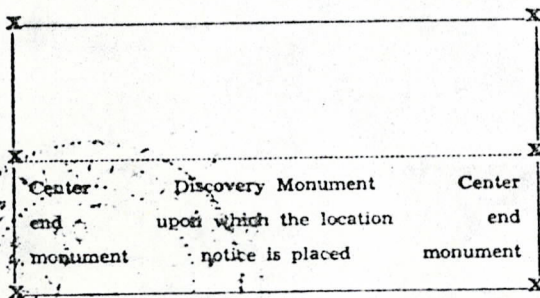 X X
X X
Center Discovery Monument Center
end upon which the location end
monument notice is placed monument
X X